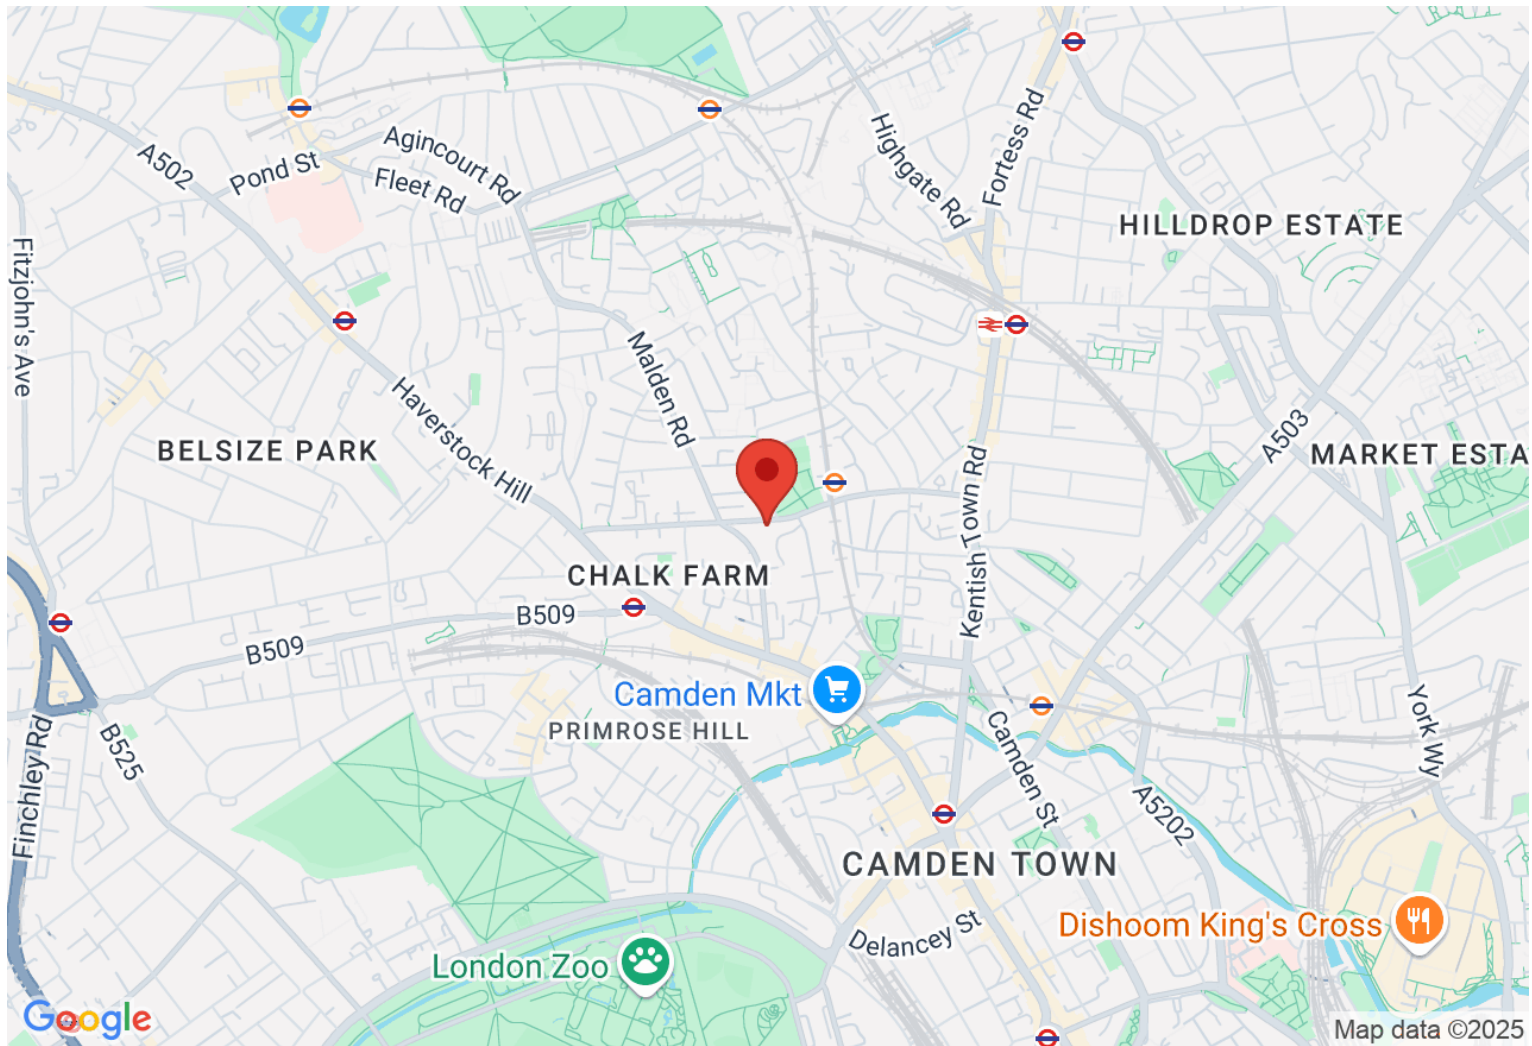 Fortess Rd
Highgate Rd
Agincourt Rd
A502
Pond St
Fleet Rd
HILLDROP ESTATE
Fitzjohn's Ave
Malden Rd
Haverstock Hill
A503
BELSIZE PARK
MARKET ESTA
Kentish Town Rd
CHALK FARM
B509
B509
Camden Mkt
PRIMROSE HILL
York Wy
Camden St
B525
Finchley Rd
A5202
CAMDEN TOWN
Delancey St
Dishoom King's Cross
London Zoo
Google
Map data ©2025